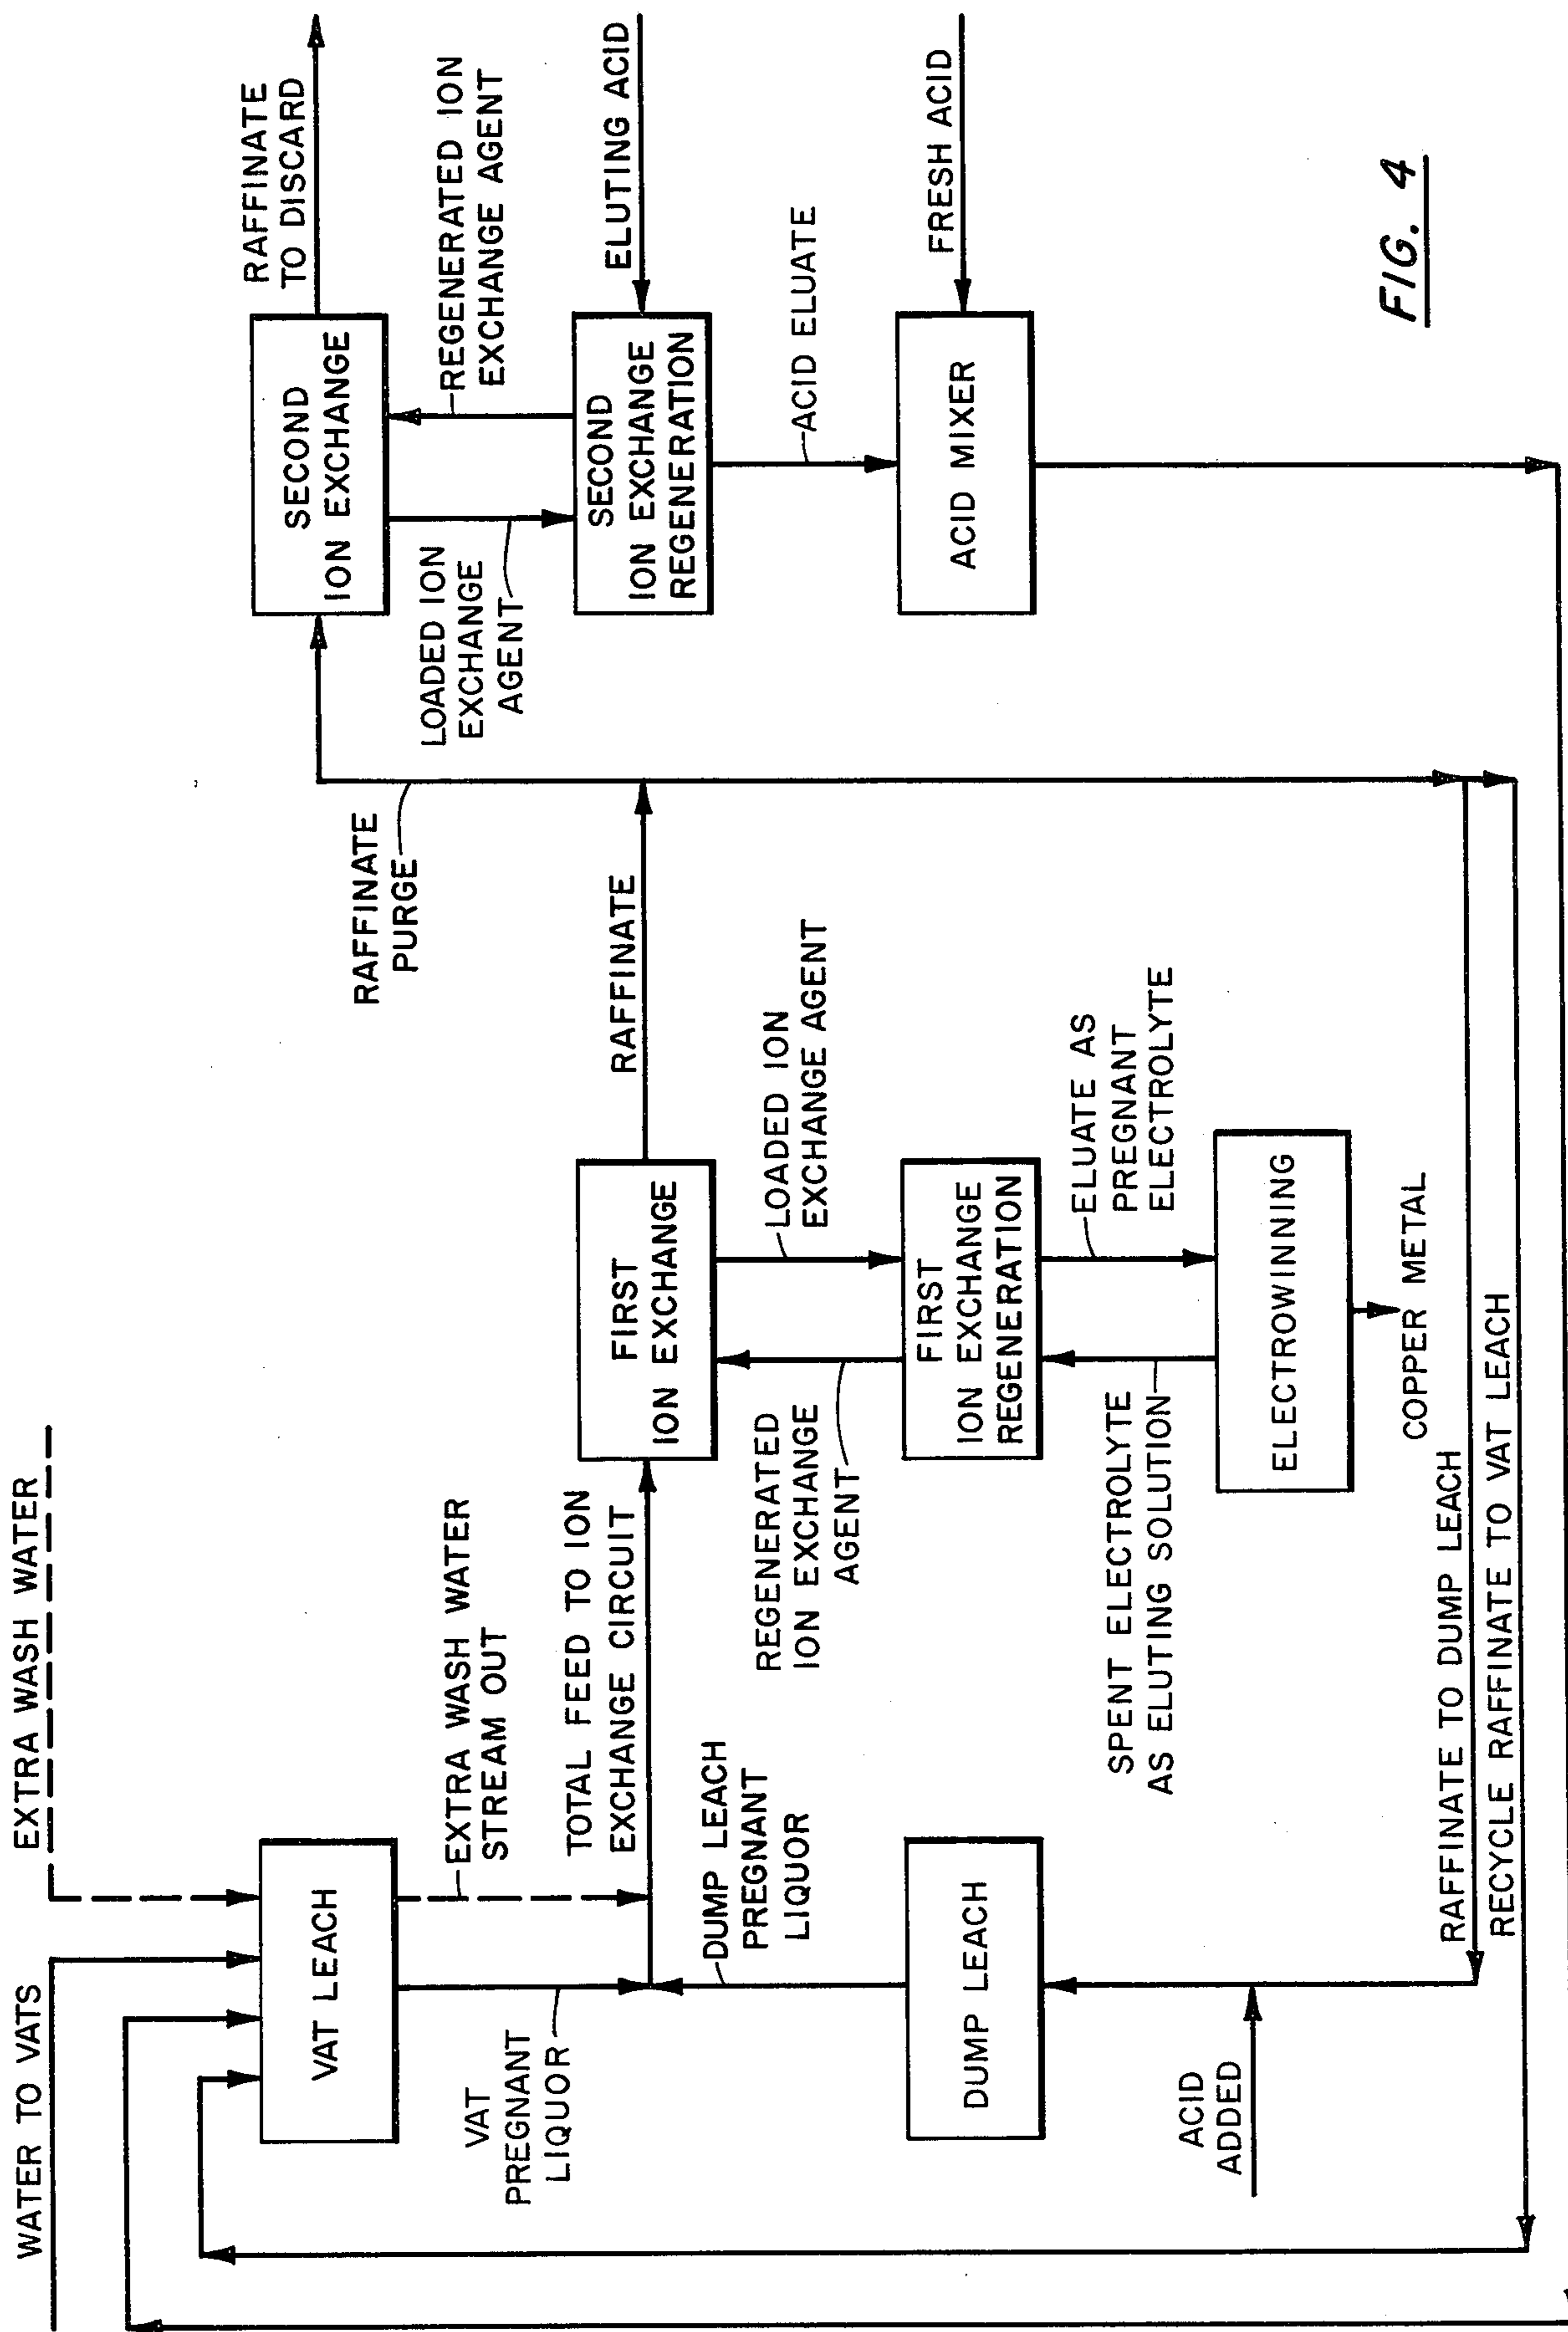 WATER TO VATS
EXTRA WASH WATER
VAT LEACH
VAT
PREGNANT
LIQUOR
EXTRA WASH WATER
STREAM OUT
TOTAL FEED TO ION
EXCHANGE CIRCUIT
DUMP LEACH
PREGNANT
LIQUOR
DUMP LEACH
ACID
ADDED
FIRST
ION EXCHANGE
RAFFINATE
LOADED ION
EXCHANGE AGENT
REGENERATED
ION EXCHANGE
AGENT
FIRST
ION EXCHANGE
REGENERATION
ELUATE AS
PREGNANT
ELECTROLYTE
SPENT ELECTROLYTE
AS ELUTING SOLUTION
ELECTROWINNING
COPPER METAL
RAFFINATE TO DUMP LEACH
RECYCLE RAFFINATE TO VAT LEACH
RAFFINATE
PURGE
RAFFINATE
TO DISCARD
SECOND
ION EXCHANGE
LOADED ION
EXCHANGE
AGENT
REGENERATED ION
EXCHANGE AGENT
SECOND
ION EXCHANGE
REGENERATION
ELUTING ACID
ACID ELUATE
ACID MIXER
FRESH ACID
FIG. 4